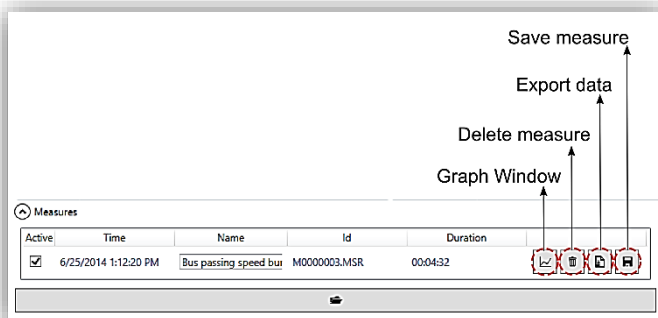 Save measure
Export data
Delete measure
Graph Window
Measures
Active Time Name Id Duration
6/25/2014 1:12:20 PM Bus passing speed bur M0000003.MSR 00:04:32